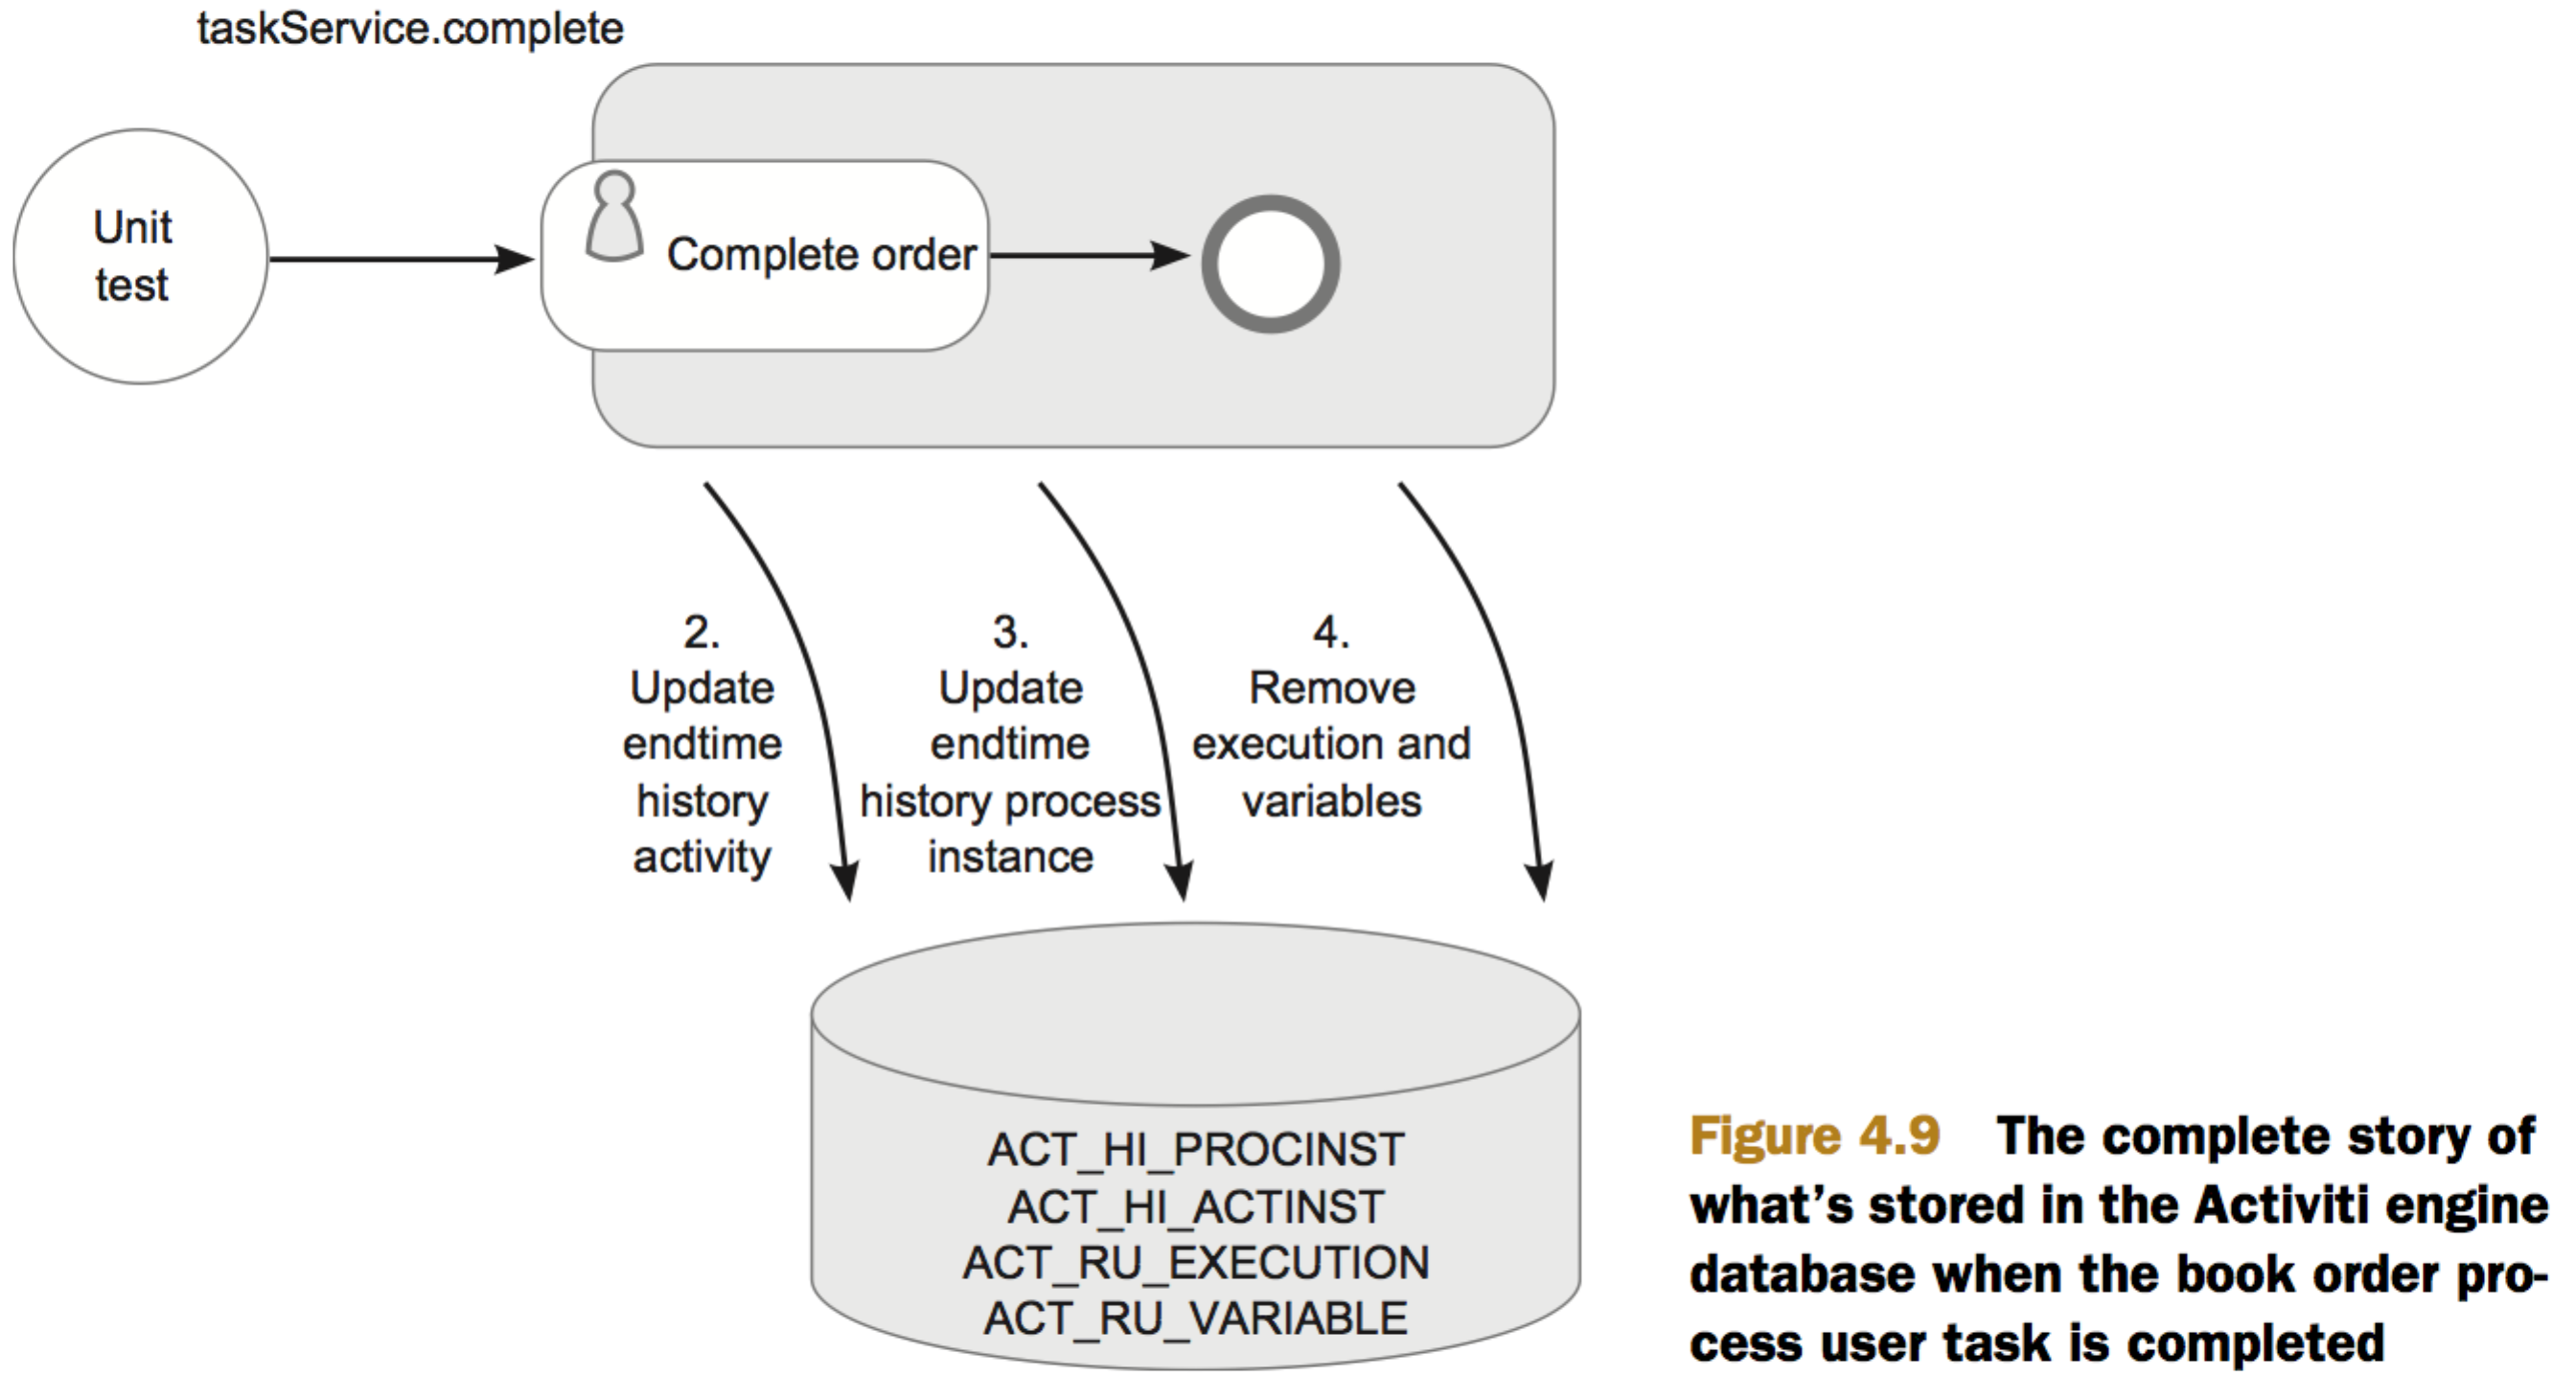 taskService.complete
Unit
test
Complete order
2.
Update
endtime
history
activity
3.
Update
endtime
history process
instance
4.
Remove
execution and
variables
ACT_HI_PROCINST
ACT_HI_ACTINST
ACT_RU_EXECUTION
ACT_RU_VARIABLE
Figure 4.9 The complete story of
what's stored in the Activiti engine
database when the book order pro-
cess user task is completed